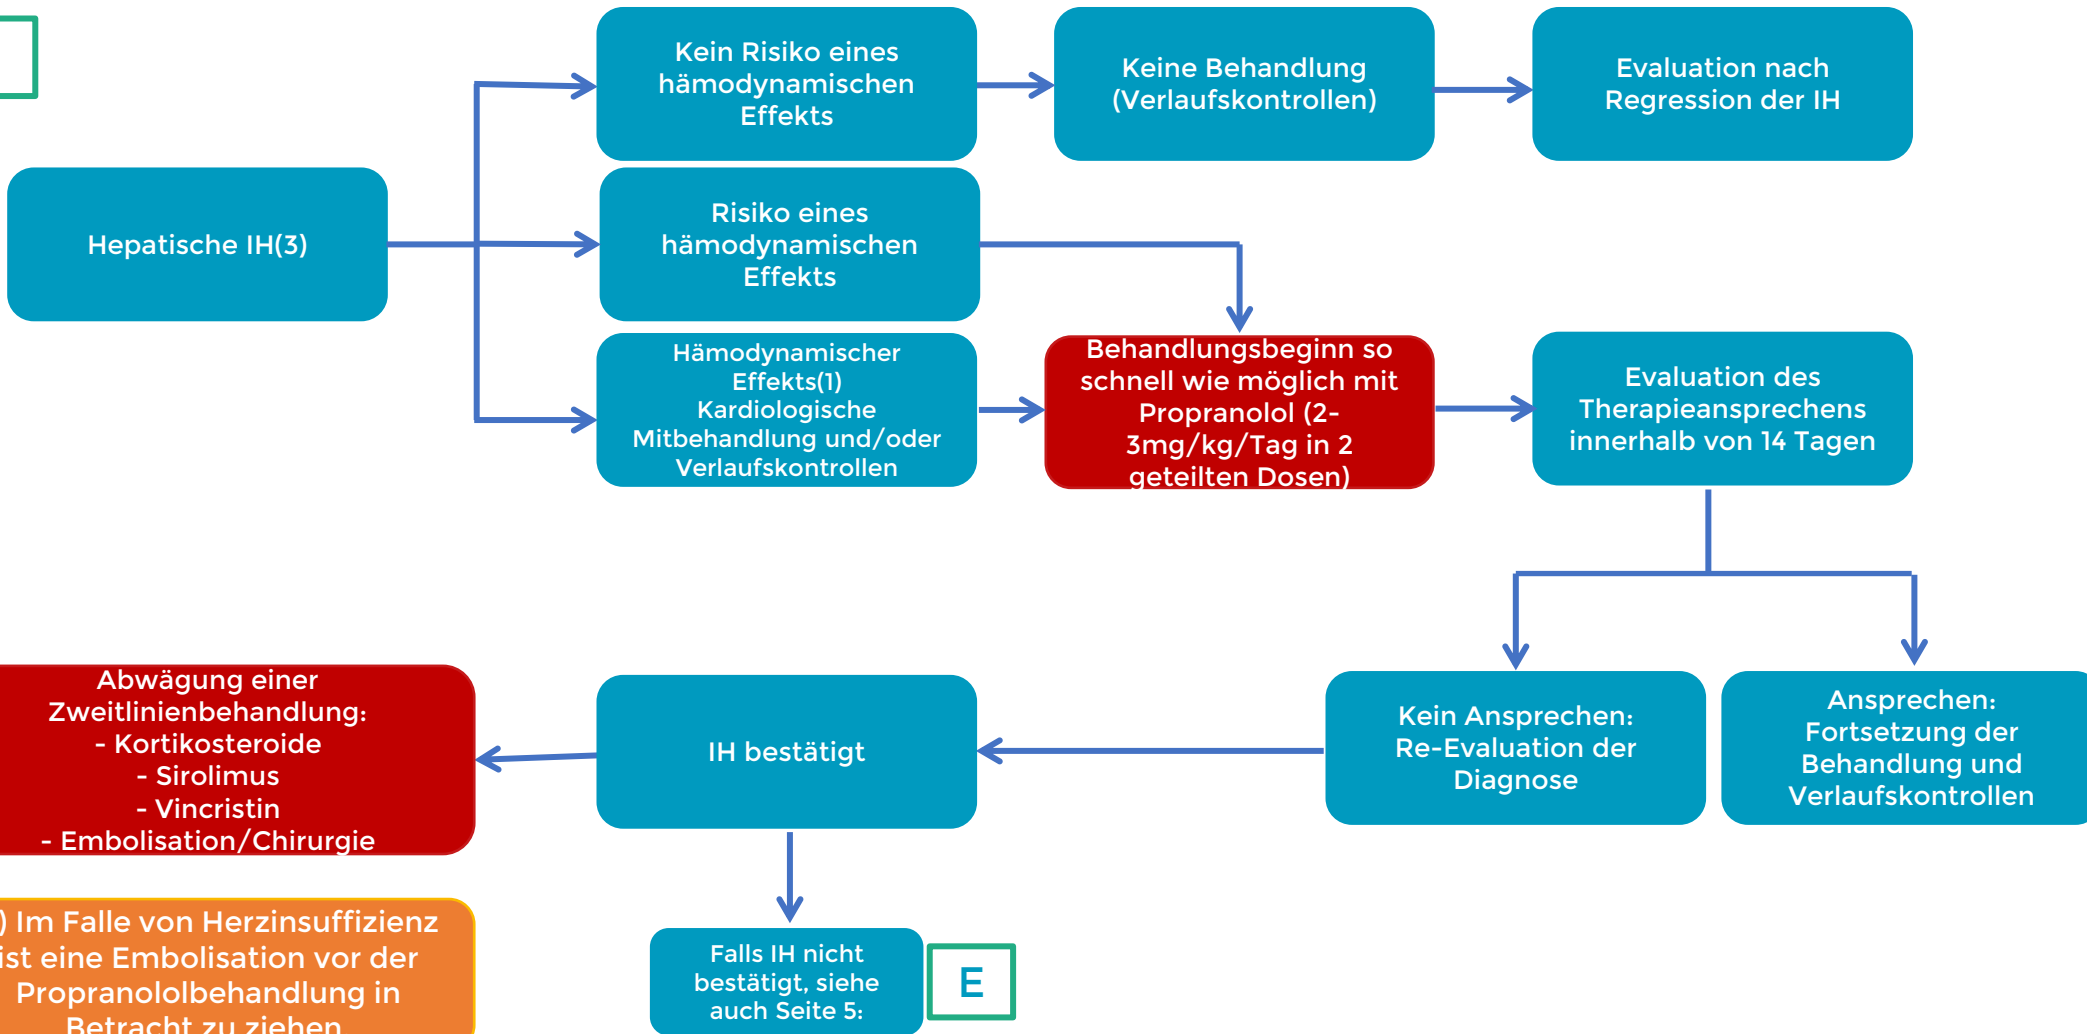 Kein Risiko eines
hämodynamischen
Effekts
Keine Behandlung
(Verlaufskontrollen)
Evaluation nach
Regression der IH
Hepatische IH(3)
Risiko eines
hämodynamischen
Effekts
Hämodynamischer
Effekts(1)
Kardiologische
Mitbehandlung und/oder
Verlaufskontrollen
Behandlungsbeginn so
schnell wie möglich mit
Propranolol (2-
3mg/kg/Tag in 2
geteilten Dosen)
Evaluation des
Therapieansprechens
innerhalb von 14 Tagen
Abwägung einer
Zweitlinienbehandlung:
- Kortikosteroide
- Sirolimus
- Vincristin
- Embolisation/Chirurgie
IH bestätigt
Kein Ansprechen:
Re-Evaluation der
Diagnose
Ansprechen:
Fortsetzung der
Behandlung und
Verlaufskontrollen
) Im Falle von Herzinsuffizienz
ist eine Embolisation vor der
Propranololbehandlung in
Betracht zu ziehen
Falls IH nicht
bestätigt, siehe
auch Seite 5:
E